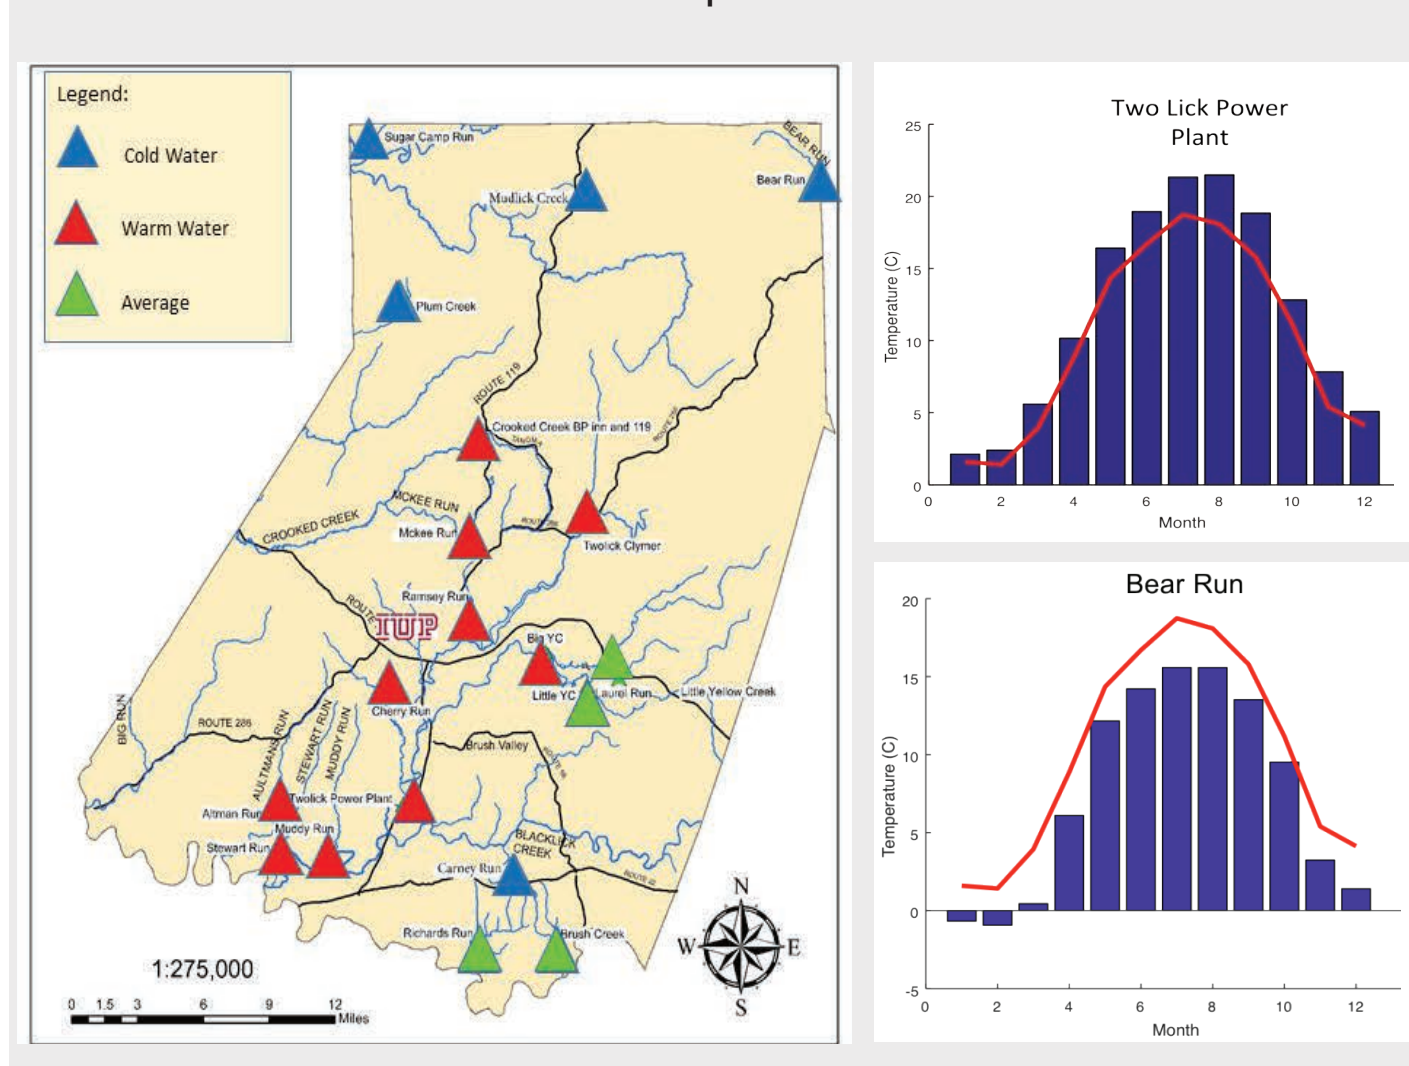 Legend:
Cold Water
Warm Water
Average
Sugar Camp Run
BEAR RUN
Bear Run
Mudlick Creek
Plum Creek
ROUTE 119
Crooked Creek BP inn and 119
MCKEE RUN
CROOKED CREEK
Mckee Run
ROUTE 286
Twolick Clymer
Ramsey Run
ROUTE
IUP
Big YC
Little YC
Laurel Run
Little Yellow Creek
Cherry Run
BIG RUN
ROUTE 286
AULTMANS RUN
STEWART RUN
MUDDY RUN
Brush Valley
Twolick Power Plant
Altman Run
Muddy Run
Stewart Run
BLACKLICK
CREEK
Carney Run
ROUTE 22
Richards Run
Brush Creek
N
W
E
S
1:275,000
0 1.5 3 6 9 12
Miles
Two Lick Power
Plant
25
20
15
10
5
0
Temperature (C)
0 2 4 6 8 10 12
Month
Bear Run
20
15
10
5
0
-5
Temperature (C)
0 2 4 6 8 10 12
Month